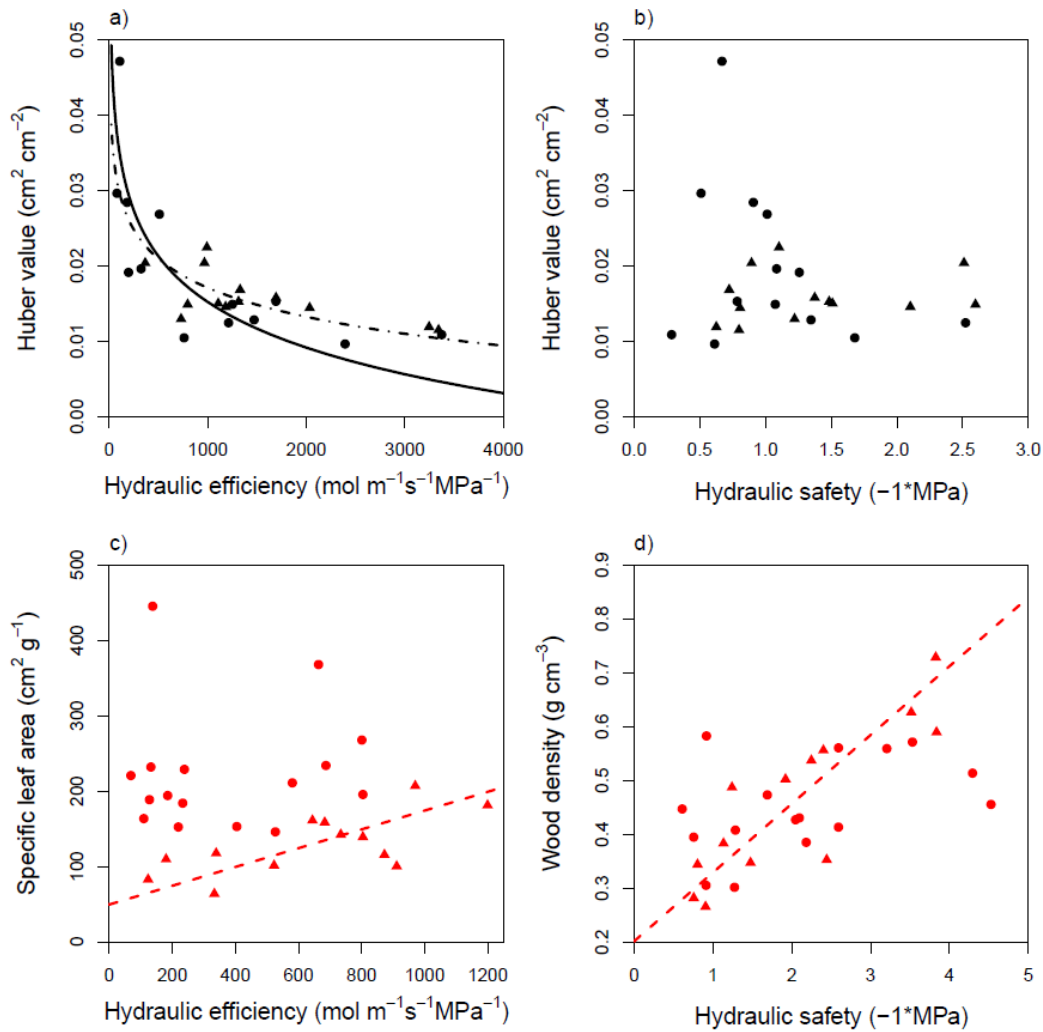 a)
0.05
0.04
0.03
0.02
0.01
0.00
Huber value (cm² cm⁻²)
0 1000 2000 3000 4000
Hydraulic efficiency (mol m⁻¹s⁻¹MPa⁻¹)
b)
0.05
0.04
0.03
0.02
0.01
0.00
Huber value (cm² cm⁻²)
0.0 0.5 1.0 1.5 2.0 2.5 3.0
Hydraulic safety (−1*MPa)
c)
500
400
300
200
100
0
Specific leaf area (cm² g⁻¹)
0 200 400 600 800 1000 1200
Hydraulic efficiency (mol m⁻¹s⁻¹MPa⁻¹)
d)
0.9
0.8
0.7
0.6
0.5
0.4
0.3
0.2
Wood density (g cm⁻³)
0 1 2 3 4 5
Hydraulic safety (−1*MPa)